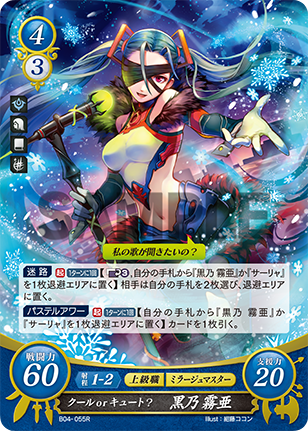 4
3
SAMPLE
私の歌が聞きたいの?
迷路 起 1ターンに1回 【 3 ,自分の手札から『黒乃 霧亜』か『サーリャ』
を1枚退避エリアに置く】相手は自分の手札を2枚選び、退避エリア
に置く。
パステルアワー 起 1ターンに1回 【自分の手札から『黒乃 霧亜』か
『サーリャ』を1枚退避エリアに置く】カードを1枚引く。
戦闘力
60
射程 1-2 上級職 ミラージュマスター
支援力
20
クール or キュート? 黒乃 霧亜
B04-055R
Illust:組藤ココン